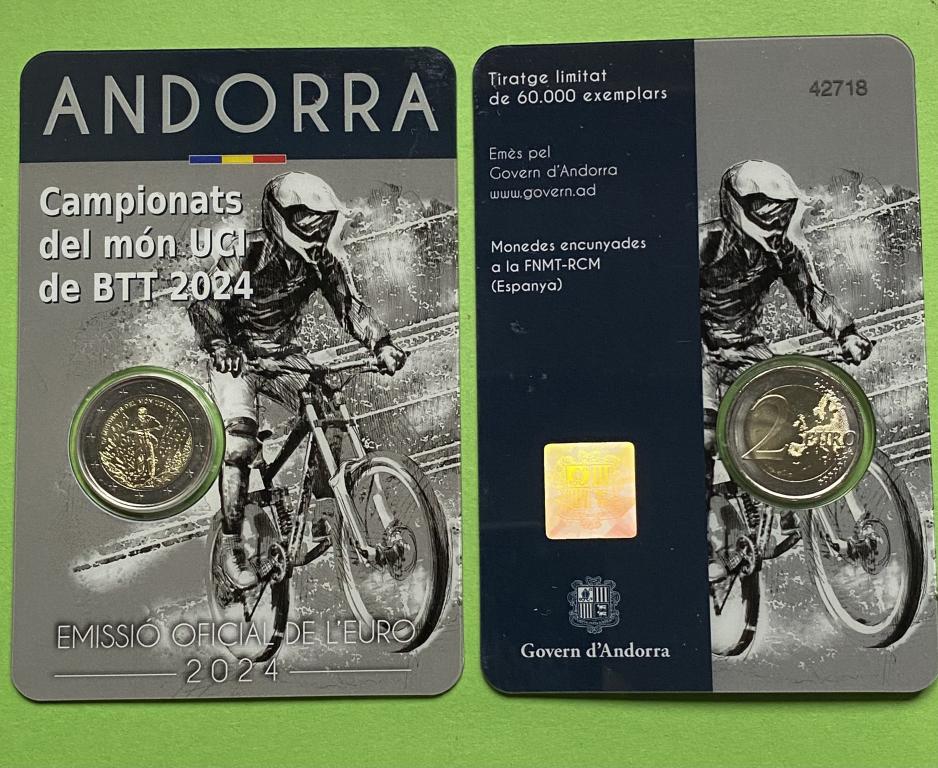 ANDORRA
Campionats
del món UCI
de BTT 2024
EMISSIÓ OFICIAL DE L'EURO
2024
Tiratge limitat
de 60.000 exemplars
42718
Emès pel
Govern d'Andorra
www.govern.ad
Monedes encunyades
a la FNMT-RCM
(Espanya)
2 EURO
Govern d'Andorra